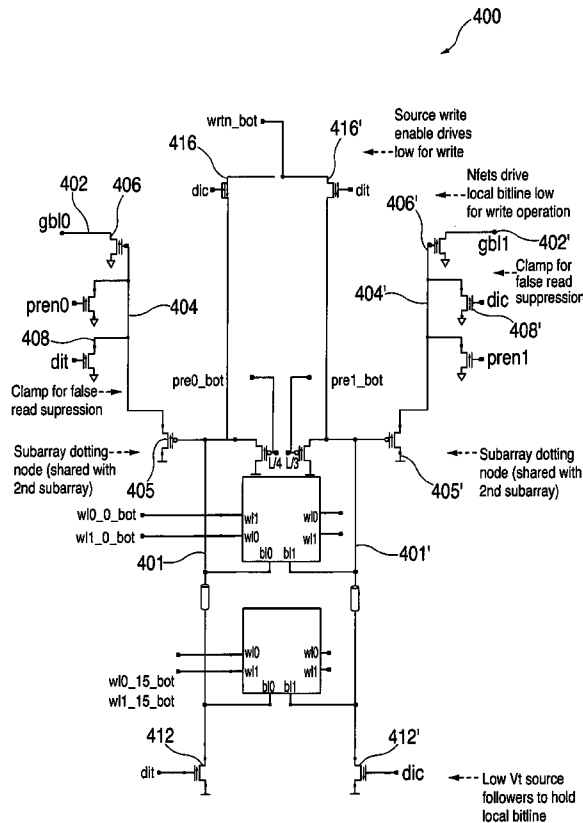 400
wrtn_bot
416
416'
Source write
enable drives
low for write
402
406
dic
dit
Nfets drive
local bitline low
for write operation
gbl0
406'
gbl1
402'
Clamp for
false read
suppression
pren0
404
404'
dic
408'
408
dit
pren1
Clamp for false
read supression
pre0_bot
pre1_bot
L/4
L/3
Subarray dotting
node (shared with
2nd subarray)
405
405'
Subarray dotting
node (shared with
2nd subarray)
wl0_0_bot
wl1_0_bot
wl1
wl0
wl0
wl1
bl0
bl1
401
401'
wl0
wl1
wl0
wl1
bl0
bl1
wl0_15_bot
wl1_15_bot
412
412'
dit
dic
Low Vt source
followers to hold
local bitline